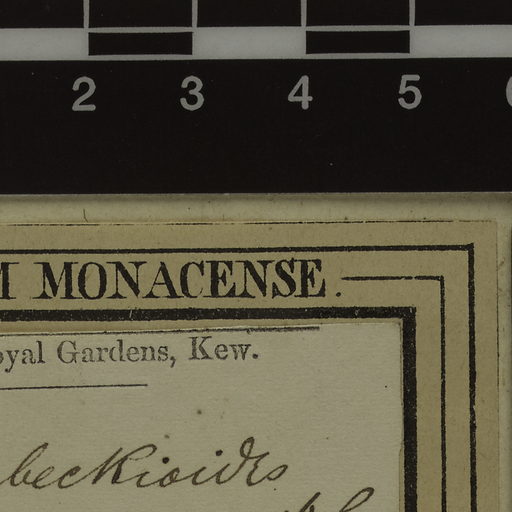 2 3 4 5
M MONACENSE.
oyal Gardens, Kew.
beckioides